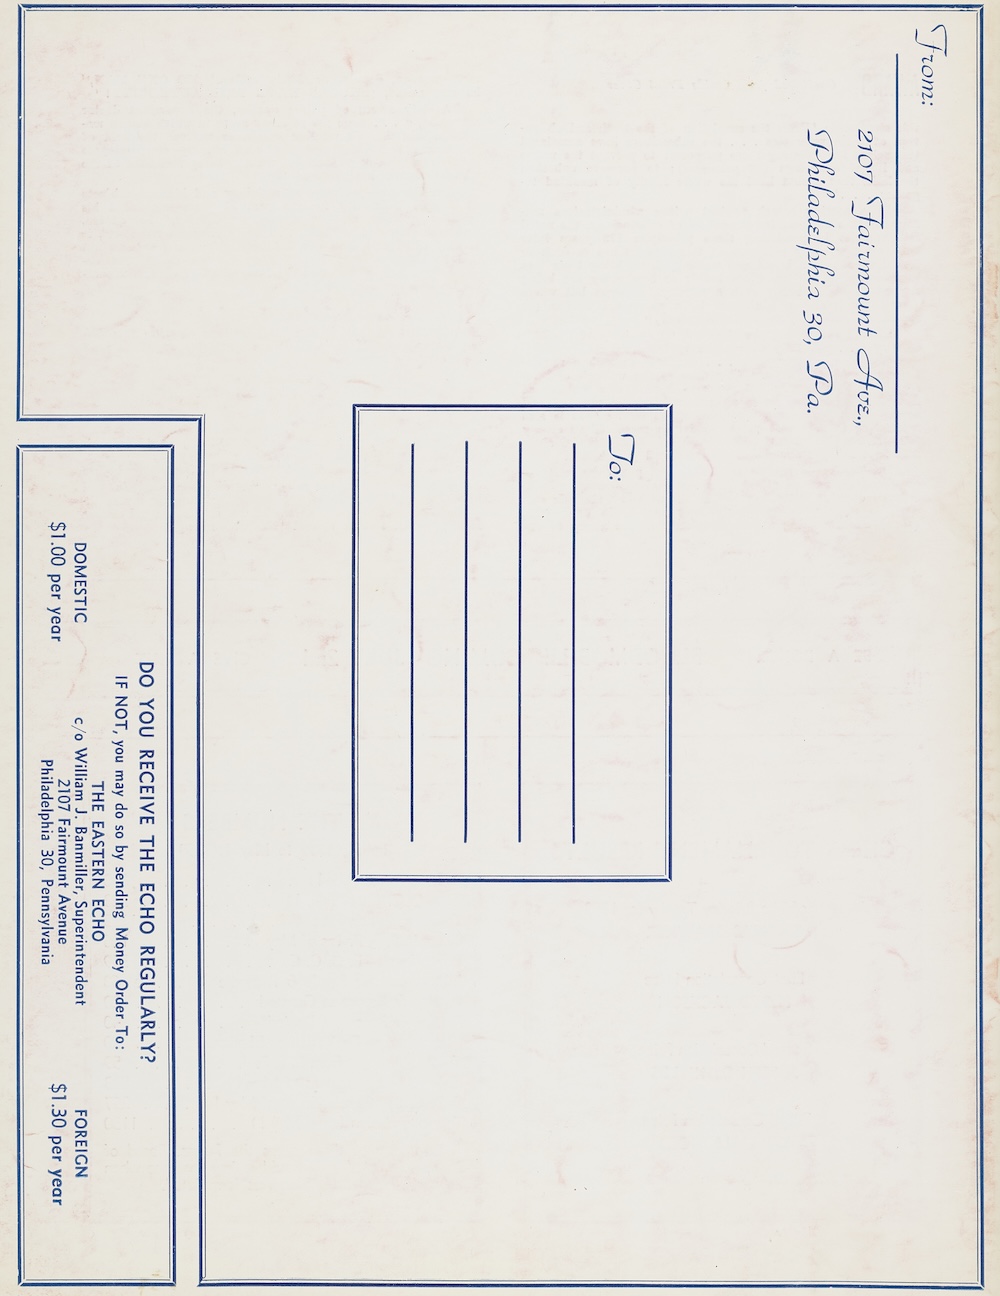 From:
2107 Fairmount Ave.,
Philadelphia 30, Pa.
To:
DO YOU RECEIVE THE ECHO REGULARLY?
IF NOT, you may do so by sending Money Order To:
THE EASTERN ECHO
DOMESTIC c/o William J. Banmiller, Superintendent FOREIGN
2107 Fairmount Avenue
$1.00 per year Philadelphia 30, Pennsylvania $1.30 per year